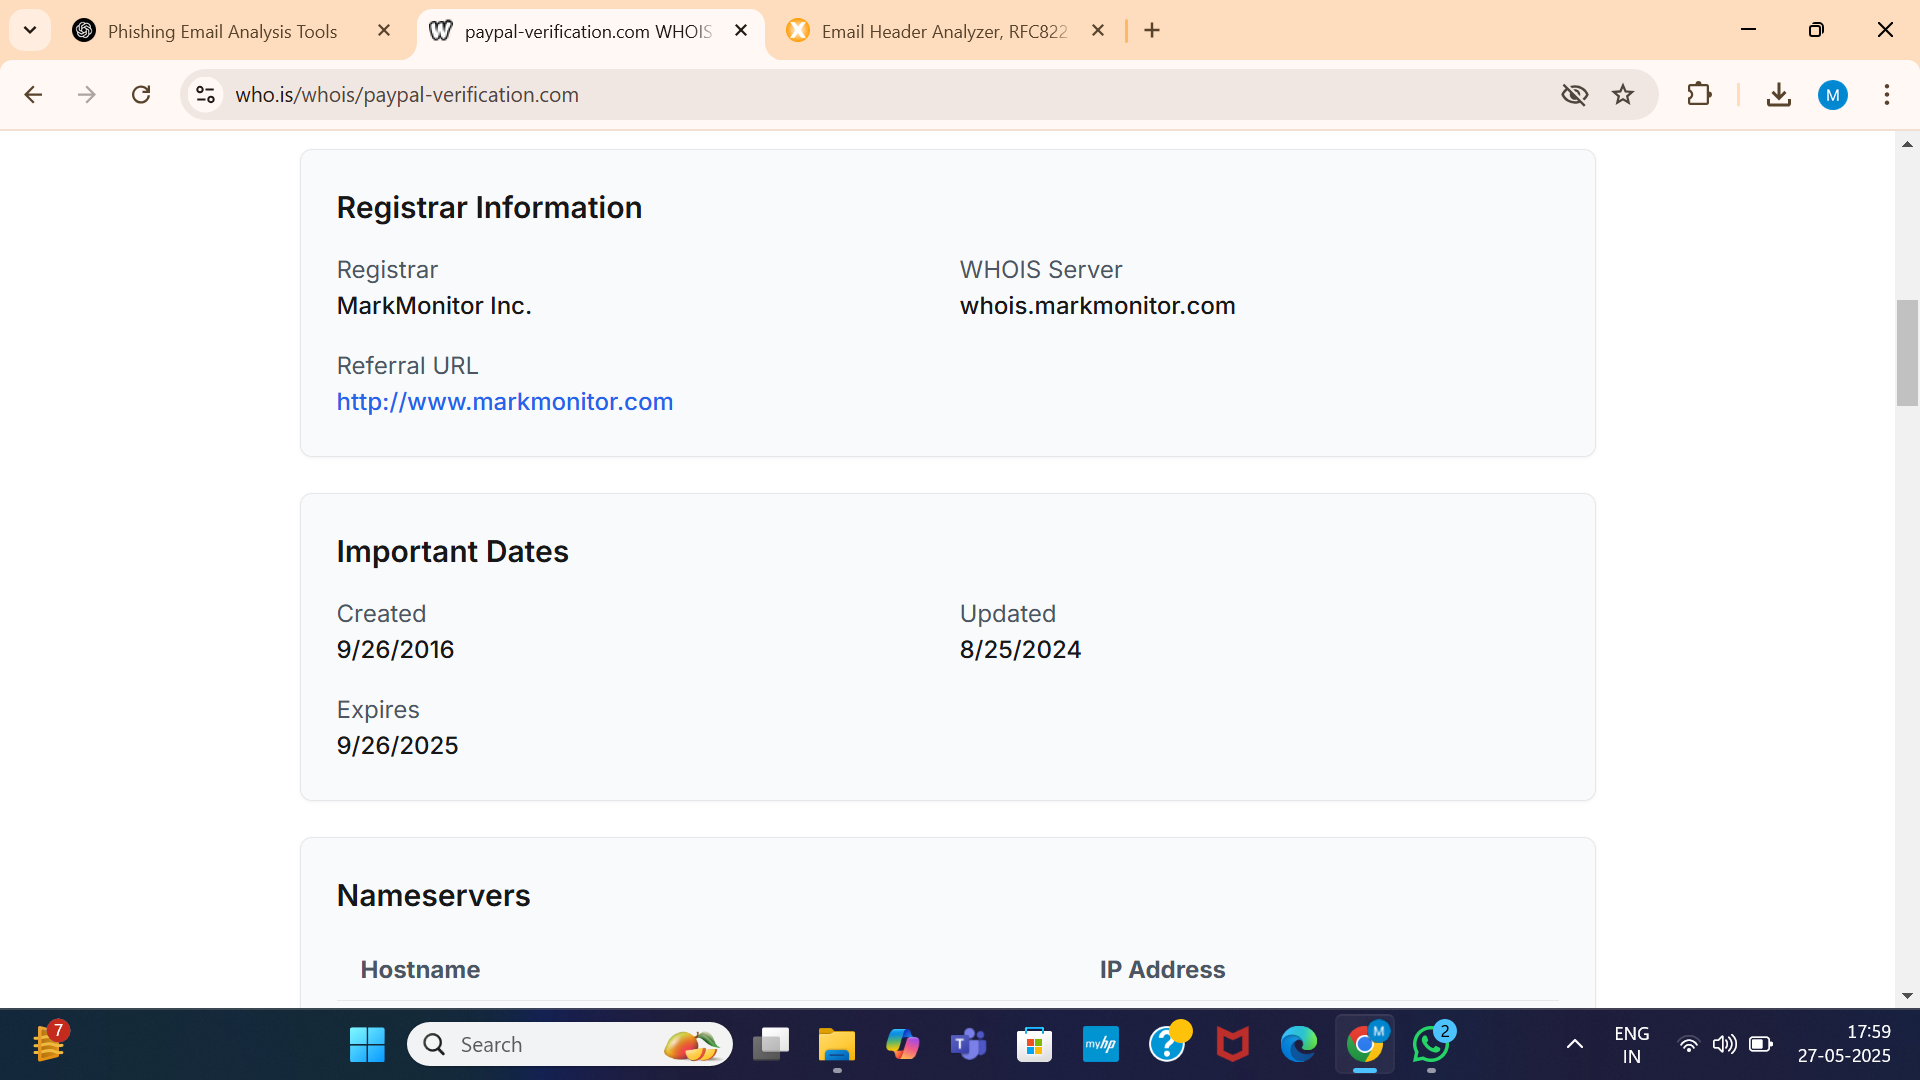 Phishing Email Analysis Tools
paypal-verification.com WHOIS
Email Header Analyzer, RFC822
who.is/whois/paypal-verification.com
M
Registrar Information
Registrar
MarkMonitor Inc.
WHOIS Server
whois.markmonitor.com
Referral URL
http://www.markmonitor.com
Important Dates
Created
9/26/2016
Updated
8/25/2024
Expires
9/26/2025
Nameservers
Hostname
IP Address
7
Search
T
myhp
?
M
2
ENG
IN
17:59
27-05-2025